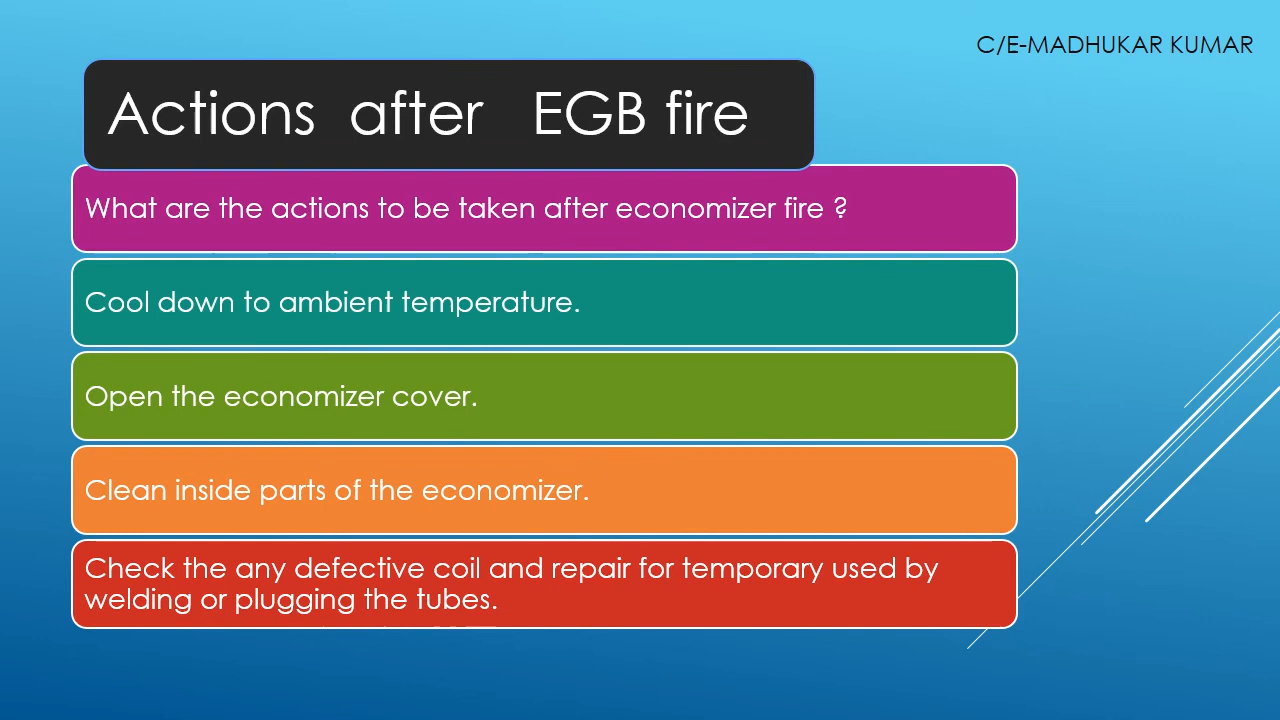 C/E-MADHUKAR KUMAR
Actions after EGB fire
What are the actions to be taken after economizer fire ?
Cool down to ambient temperature.
Open the economizer cover.
Clean inside parts of the economizer.
Check the any defective coil and repair for temporary used by
welding or plugging the tubes.